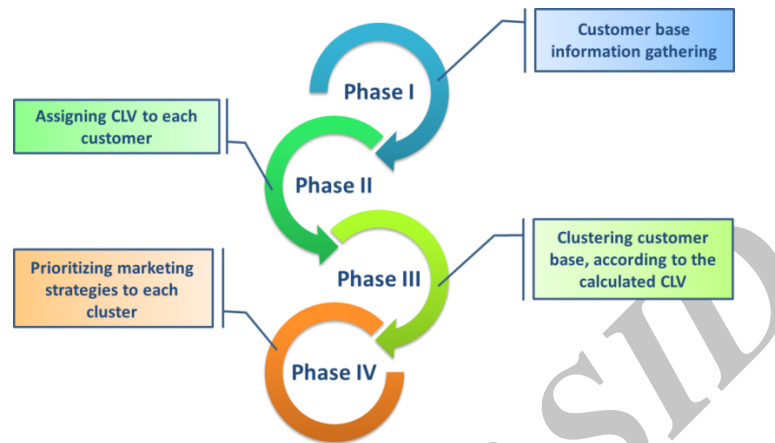 Customer base
information gathering
Phase I
Assigning CLV to each
customer
Phase II
Clustering customer
base, according to the
calculated CLV
Phase III
Prioritizing marketing
strategies to each
cluster
Phase IV
SID